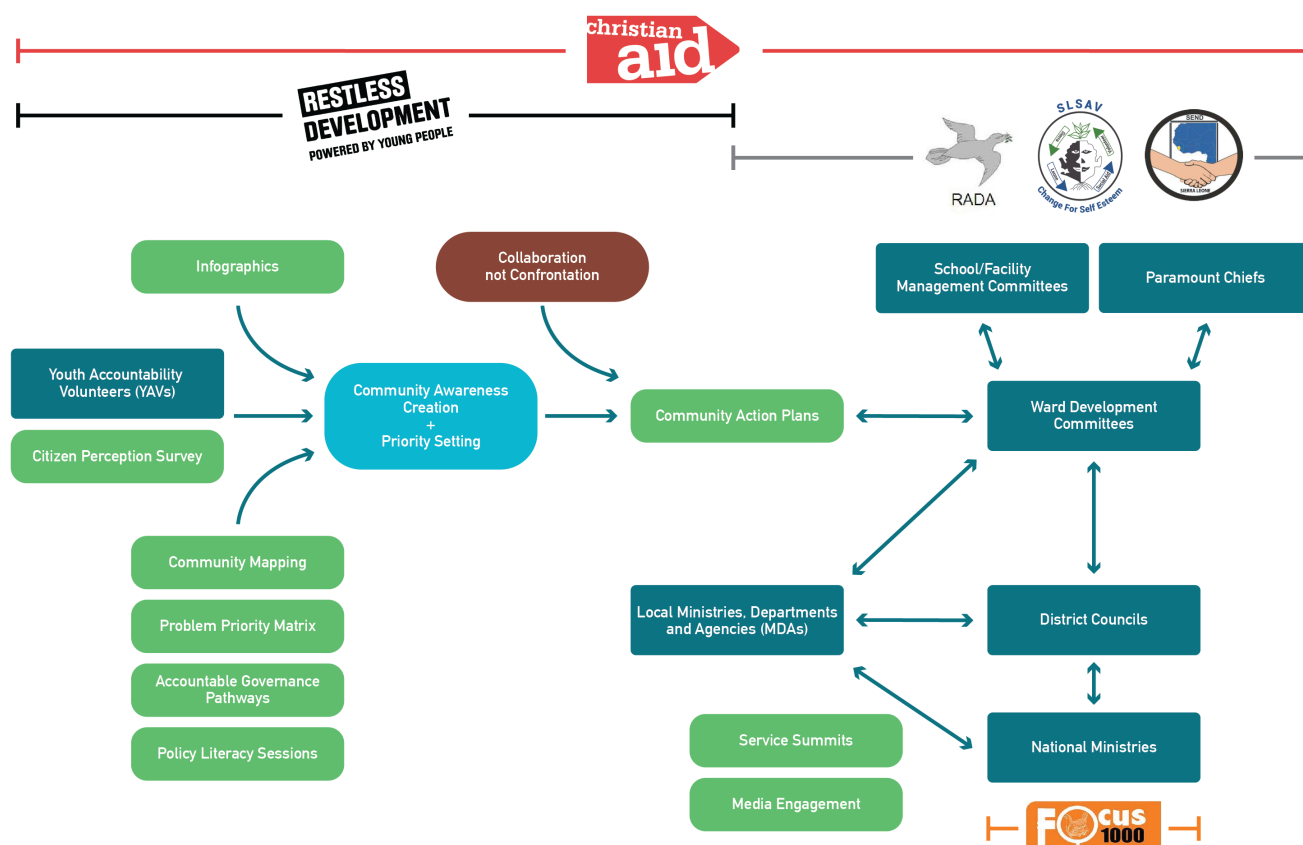 christian
aid
RESTLESS
DEVELOPMENT
POWERED BY YOUNG PEOPLE
RADA
SLSAV
Change For Self Esteem
SEND
SIERRA LEONE
Infographics
Collaboration
not Confrontation
School/Facility
Management Committees
Paramount Chiefs
Youth Accountability
Volunteers (YAVs)
Community Awareness
Creation
+
Priority Setting
Community Action Plans
Ward Development
Committees
Citizen Perception Survey
Community Mapping
Problem Priority Matrix
Accountable Governance
Pathways
Policy Literacy Sessions
Local Ministries, Departments
and Agencies (MDAs)
District Councils
Service Summits
Media Engagement
National Ministries
Focus
1000